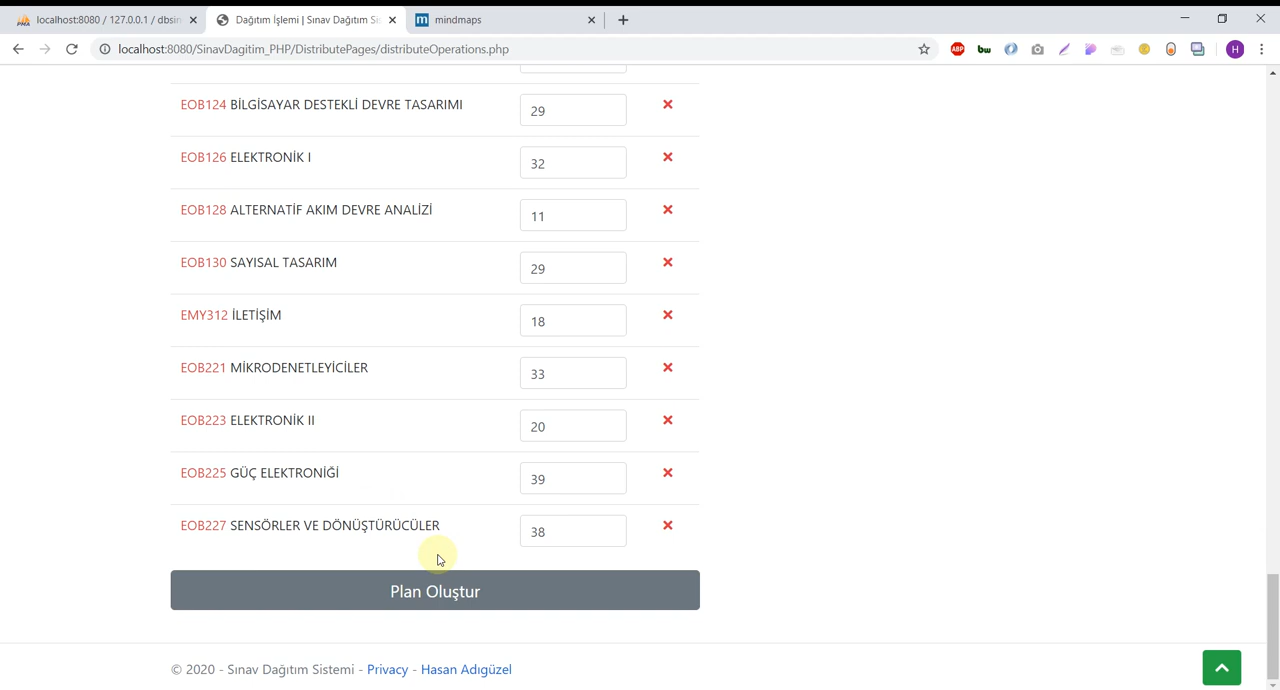 localhost:8080 / 127.0.0.1 / dbsin
Dağıtım İşlemi | Sınav Dağıtım Si
m mindmaps
localhost:8080/SinavDagitim_PHP/DistributePages/distributeOperations.php
ABP
bw
H
EOB124 BİLGİSAYAR DESTEKLİ DEVRE TASARIMI 29
EOB126 ELEKTRONİK I 32
EOB128 ALTERNATİF AKIM DEVRE ANALİZİ 11
EOB130 SAYISAL TASARIM 29
EMY312 İLETİŞİM 18
EOB221 MİKRODENETLEYİCİLER 33
EOB223 ELEKTRONİK II 20
EOB225 GÜÇ ELEKTRONİĞİ 39
EOB227 SENSÖRLER VE DÖNÜŞTÜRÜCÜLER 38
Plan Oluştur
© 2020 - Sınav Dağıtım Sistemi - Privacy - Hasan Adıgüzel